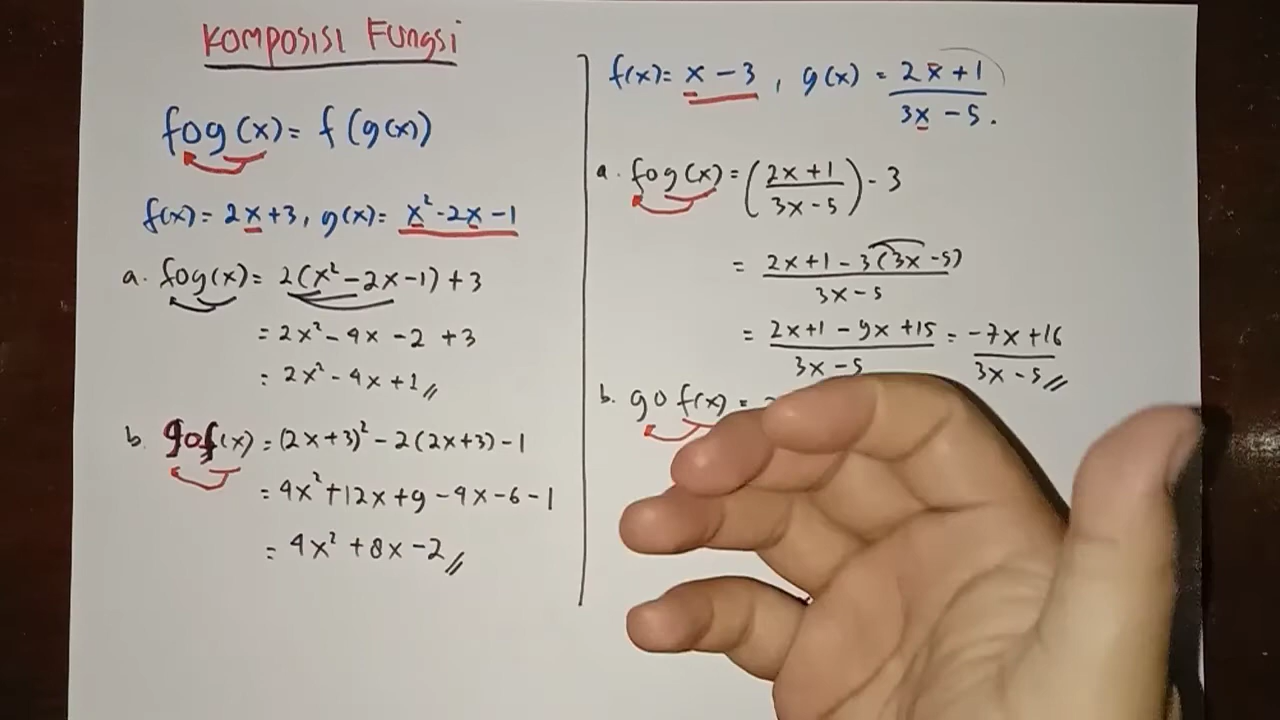 KOMPOSISI FUNGSI
fog(x) = f(g(x))
f(x) = 2x+3, g(x) = x²-2x-1
a. fog(x) = 2(x²-2x-1)+3
= 2x²-4x-2+3
= 2x²-4x+1
b. gof(x) = (2x+3)²-2(2x+3)-1
= 4x²+12x+9-4x-6-1
= 4x²+8x-2
f(x) = x-3, g(x) = (2x+1)/(3x-5).
a. fog(x) = ((2x+1)/(3x-5)) - 3
= (2x+1-3(3x-5))/(3x-5)
= (2x+1-9x+15)/(3x-5) = (-7x+16)/(3x-5)
b. gof(x) =